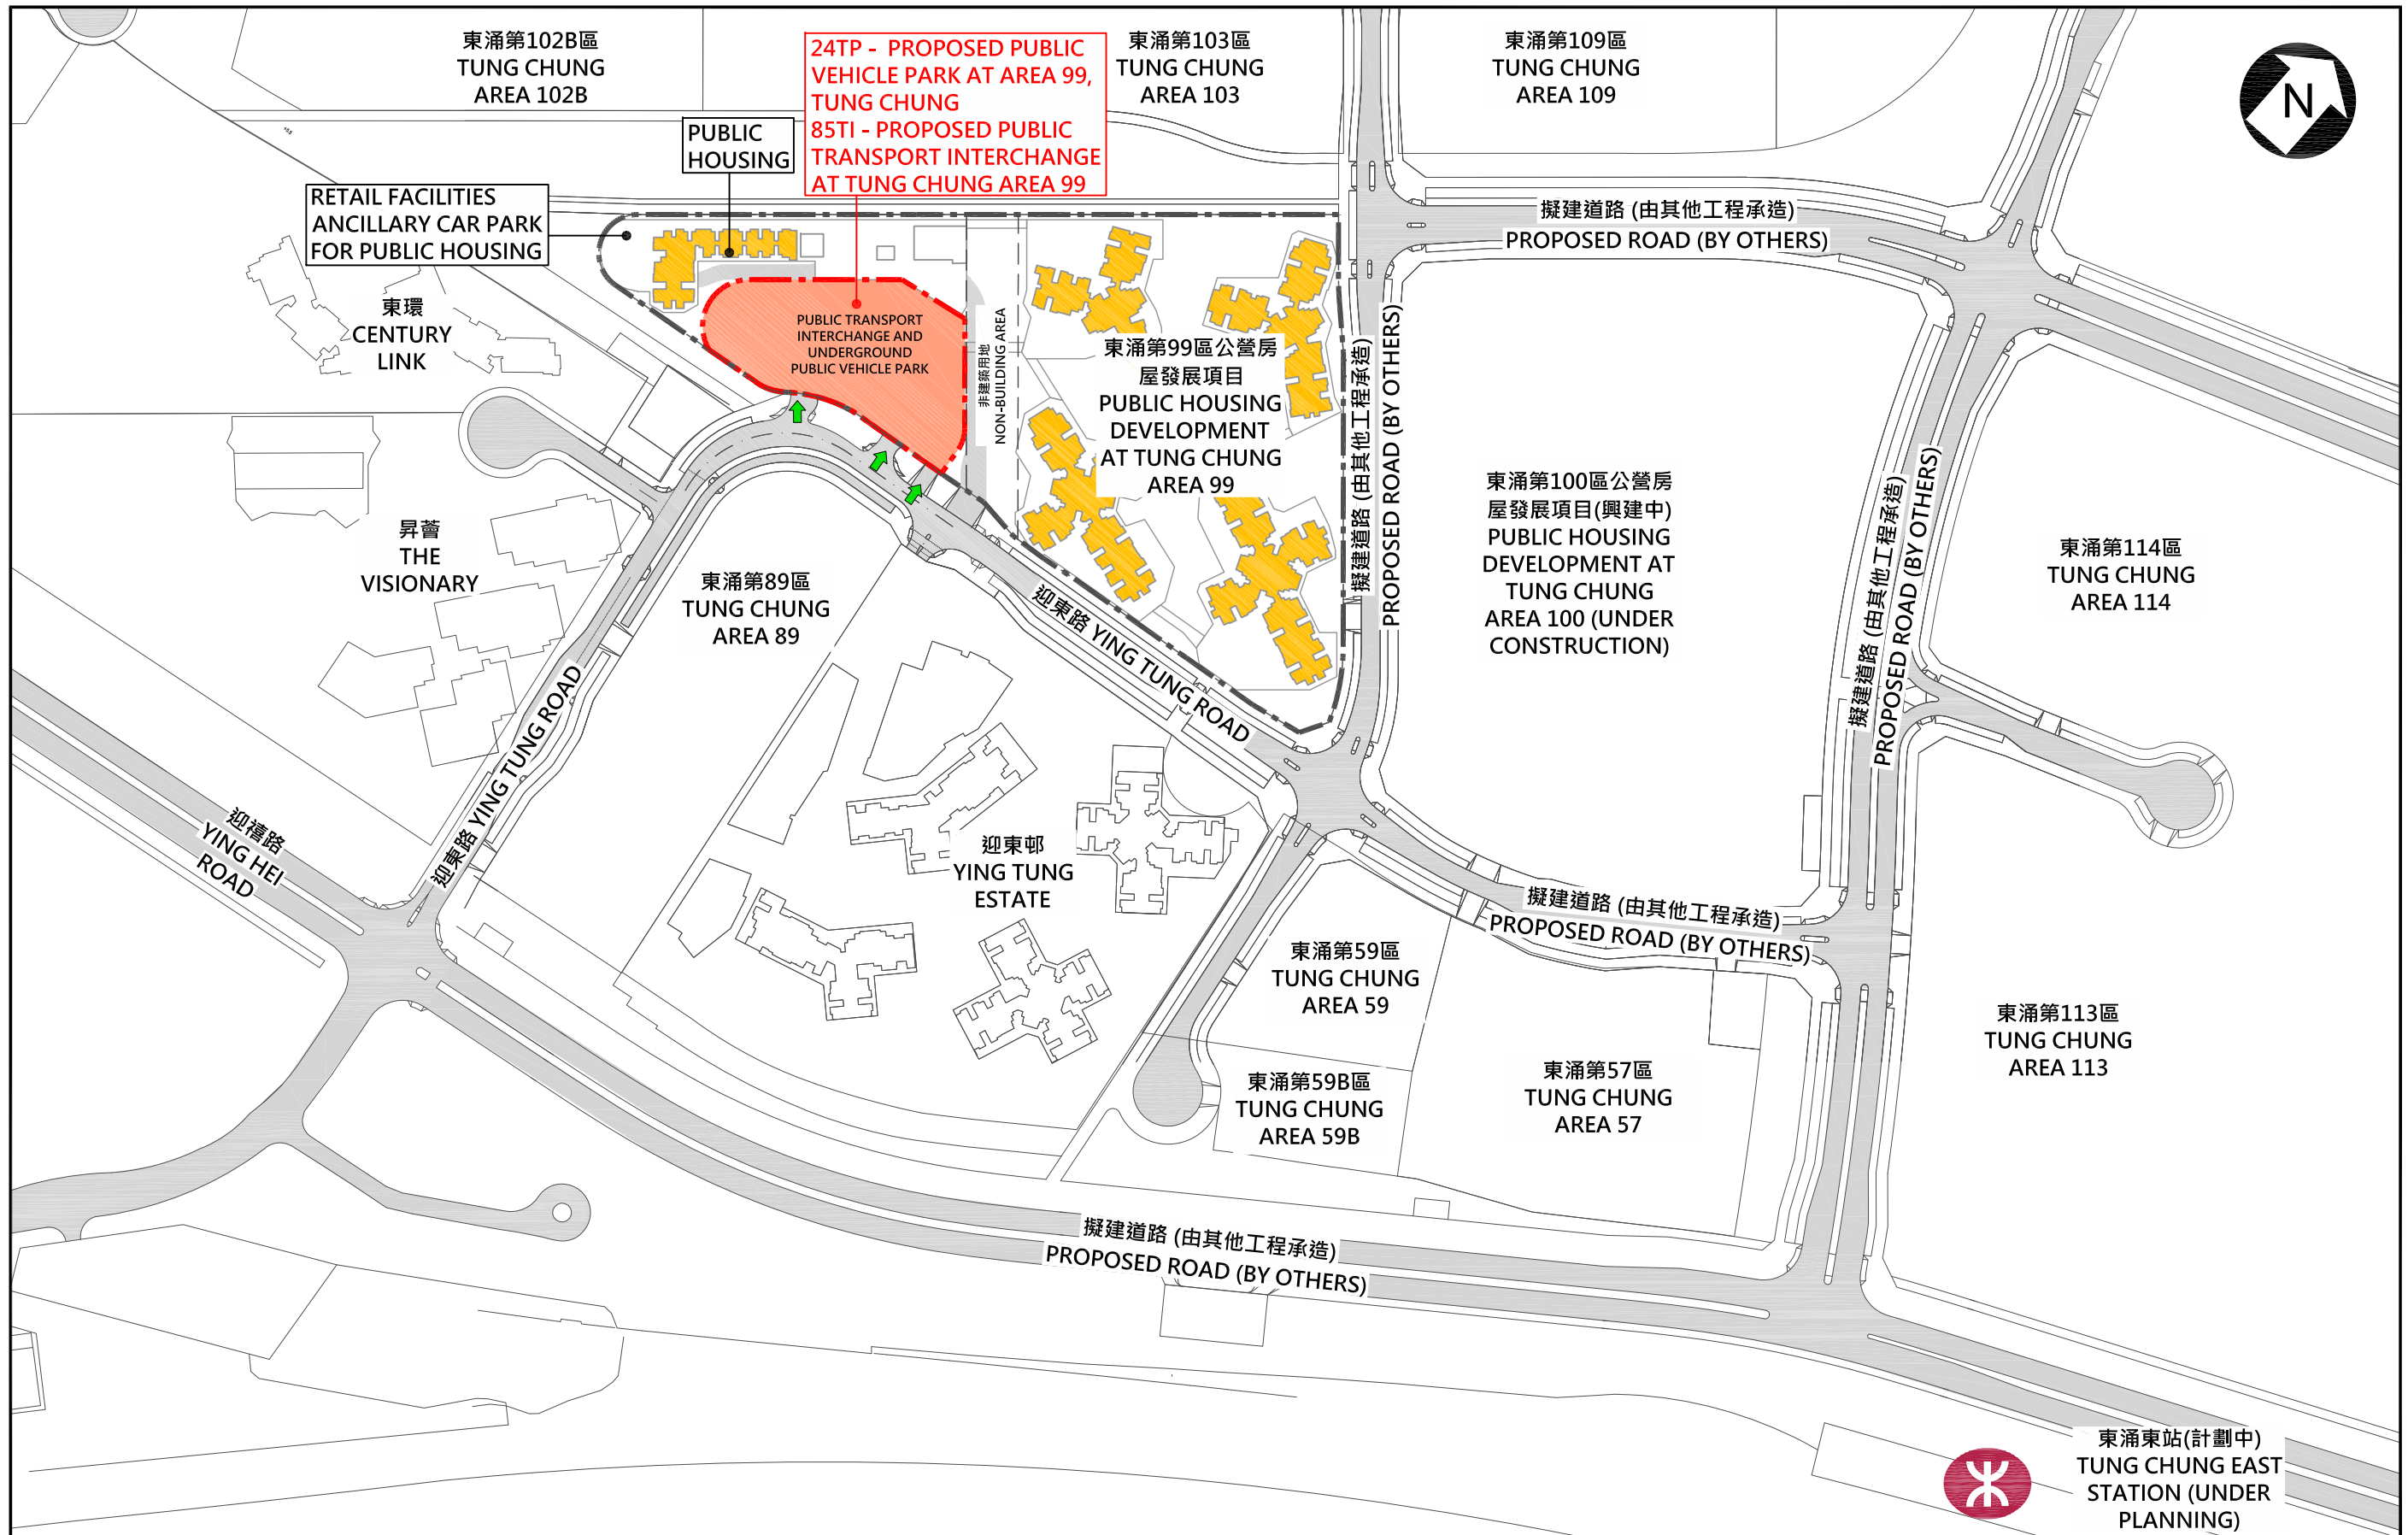 東涌第102B區
TUNG CHUNG
AREA 102B
24TP - PROPOSED PUBLIC
VEHICLE PARK AT AREA 99,
TUNG CHUNG
85TI - PROPOSED PUBLIC
TRANSPORT INTERCHANGE
AT TUNG CHUNG AREA 99
東涌第103區
TUNG CHUNG
AREA 103
東涌第109區
TUNG CHUNG
AREA 109
N
PUBLIC
HOUSING
RETAIL FACILITIES
ANCILLARY CAR PARK
FOR PUBLIC HOUSING
擬建道路 (由其他工程承造)
PROPOSED ROAD (BY OTHERS)
東環
CENTURY
LINK
PUBLIC TRANSPORT
INTERCHANGE AND
UNDERGROUND
PUBLIC VEHICLE PARK
非建築用地
NON-BUILDING AREA
東涌第99區公營房
屋發展項目
PUBLIC HOUSING
DEVELOPMENT
AT TUNG CHUNG
AREA 99
擬建道路 (由其他工程承造)
PROPOSED ROAD (BY OTHERS)
東涌第100區公營房
屋發展項目(興建中)
PUBLIC HOUSING
DEVELOPMENT AT
TUNG CHUNG
AREA 100 (UNDER
CONSTRUCTION)
擬建道路 (由其他工程承造)
PROPOSED ROAD (BY OTHERS)
東涌第114區
TUNG CHUNG
AREA 114
昇薈
THE
VISIONARY
東涌第89區
TUNG CHUNG
AREA 89
迎東路 YING TUNG ROAD
迎東路 YING TUNG ROAD
迎禧路
YING HEI
ROAD
迎東邨
YING TUNG
ESTATE
擬建道路 (由其他工程承造)
PROPOSED ROAD (BY OTHERS)
東涌第59區
TUNG CHUNG
AREA 59
東涌第113區
TUNG CHUNG
AREA 113
東涌第59B區
TUNG CHUNG
AREA 59B
東涌第57區
TUNG CHUNG
AREA 57
擬建道路 (由其他工程承造)
PROPOSED ROAD (BY OTHERS)
東涌東站(計劃中)
TUNG CHUNG EAST
STATION (UNDER
PLANNING)